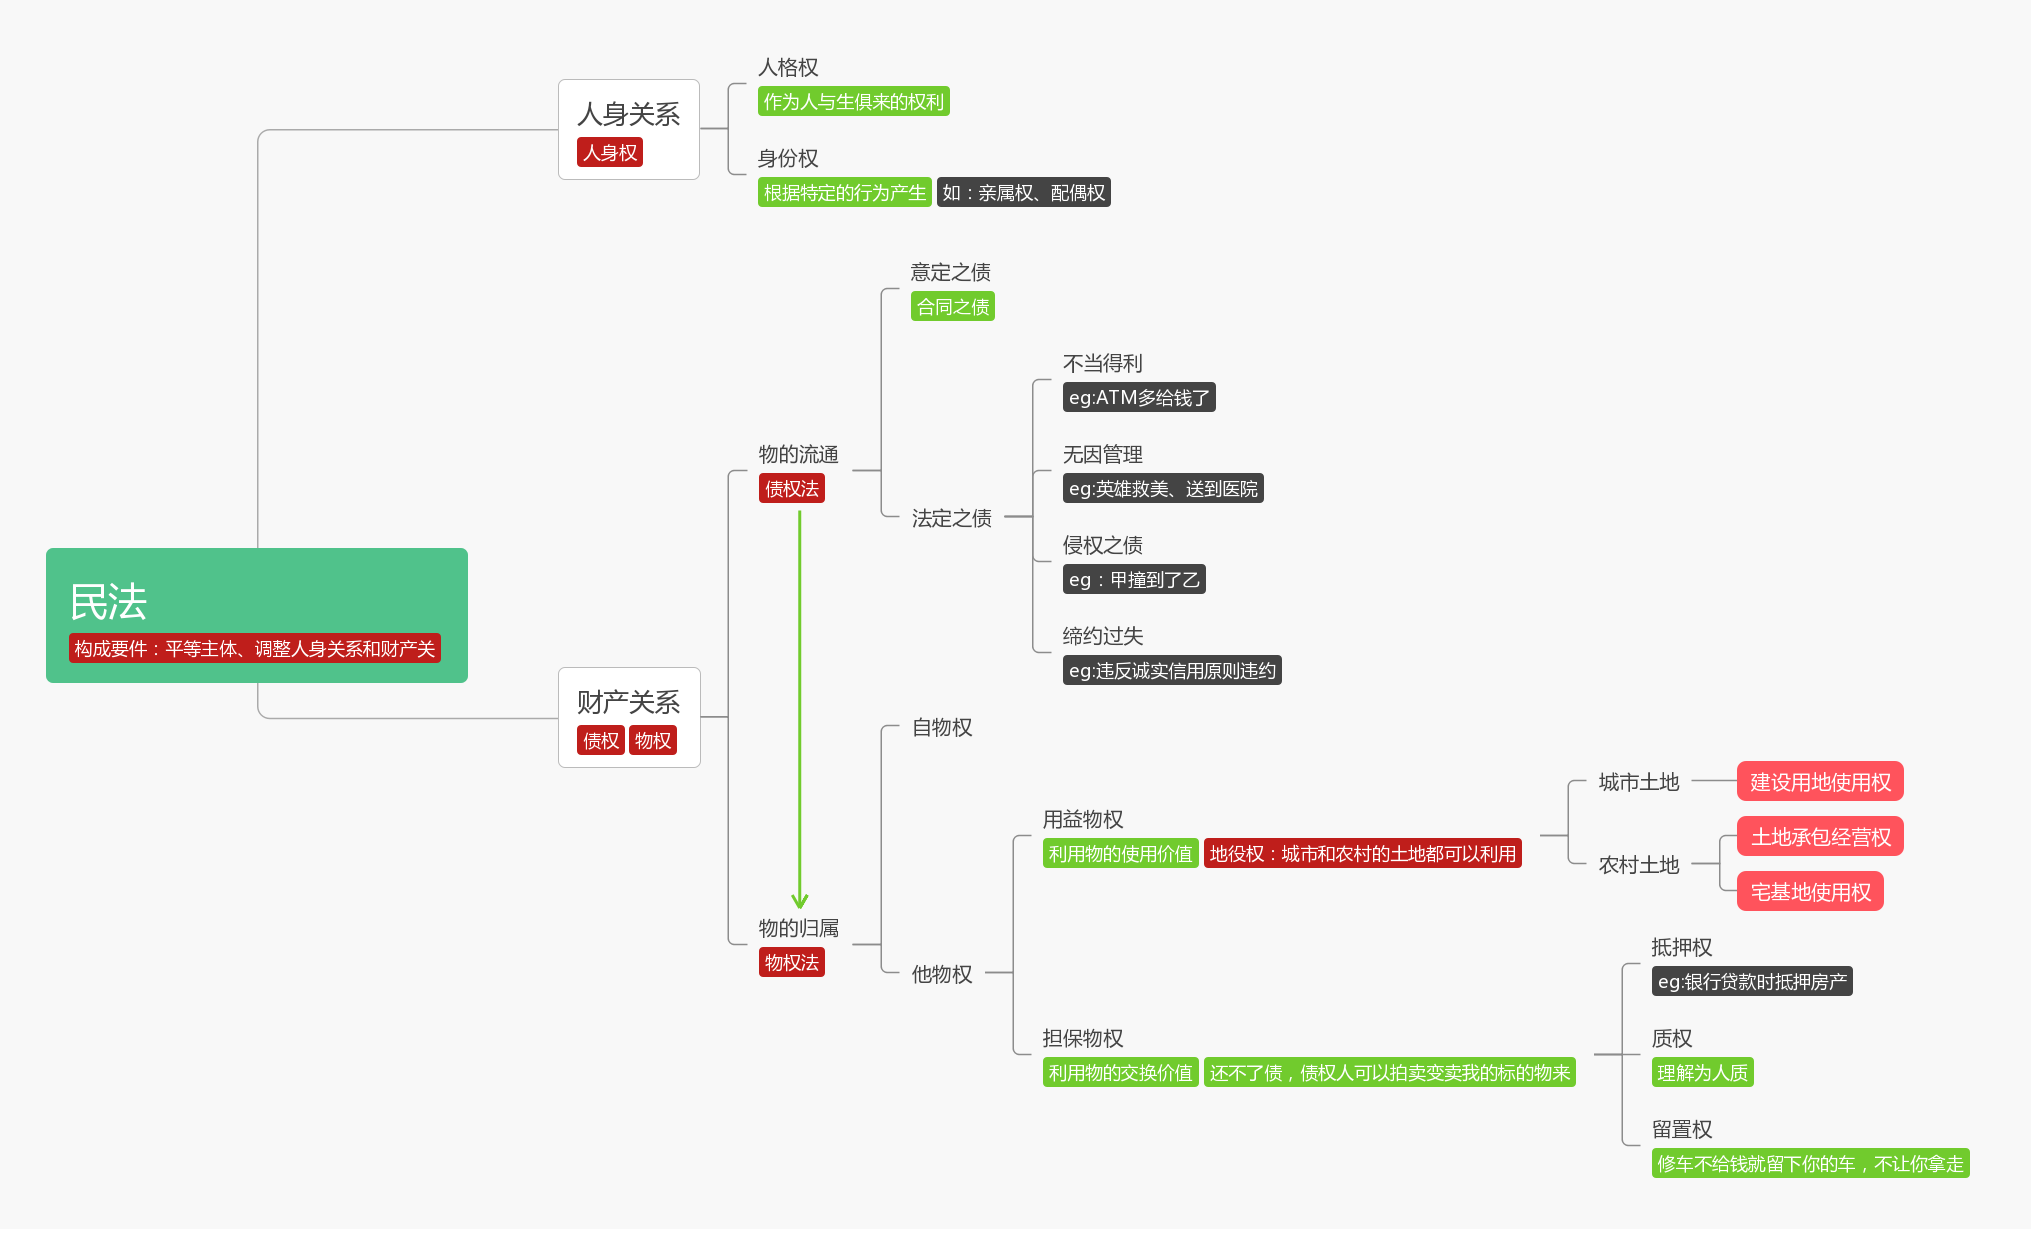 人格权
作为人与生俱来的权利
人身关系
人身权
身份权
根据特定的行为产生 如：亲属权、配偶权
意定之债
合同之债
不当得利
eg:ATM多给钱了
物的流通
债权法
无因管理
eg:英雄救美、送到医院
法定之债
侵权之债
eg：甲撞到了乙
民法
构成要件：平等主体、调整人身关系和财产关
缔约过失
eg:违反诚实信用原则违约
财产关系
债权 物权
自物权
城市土地
建设用地使用权
用益物权
利用物的使用价值 地役权：城市和农村的土地都可以利用
土地承包经营权
农村土地
宅基地使用权
物的归属
物权法
他物权
抵押权
eg:银行贷款时抵押房产
担保物权
利用物的交换价值 还不了债，债权人可以拍卖变卖我的标的物来
质权
理解为人质
留置权
修车不给钱就留下你的车，不让你拿走